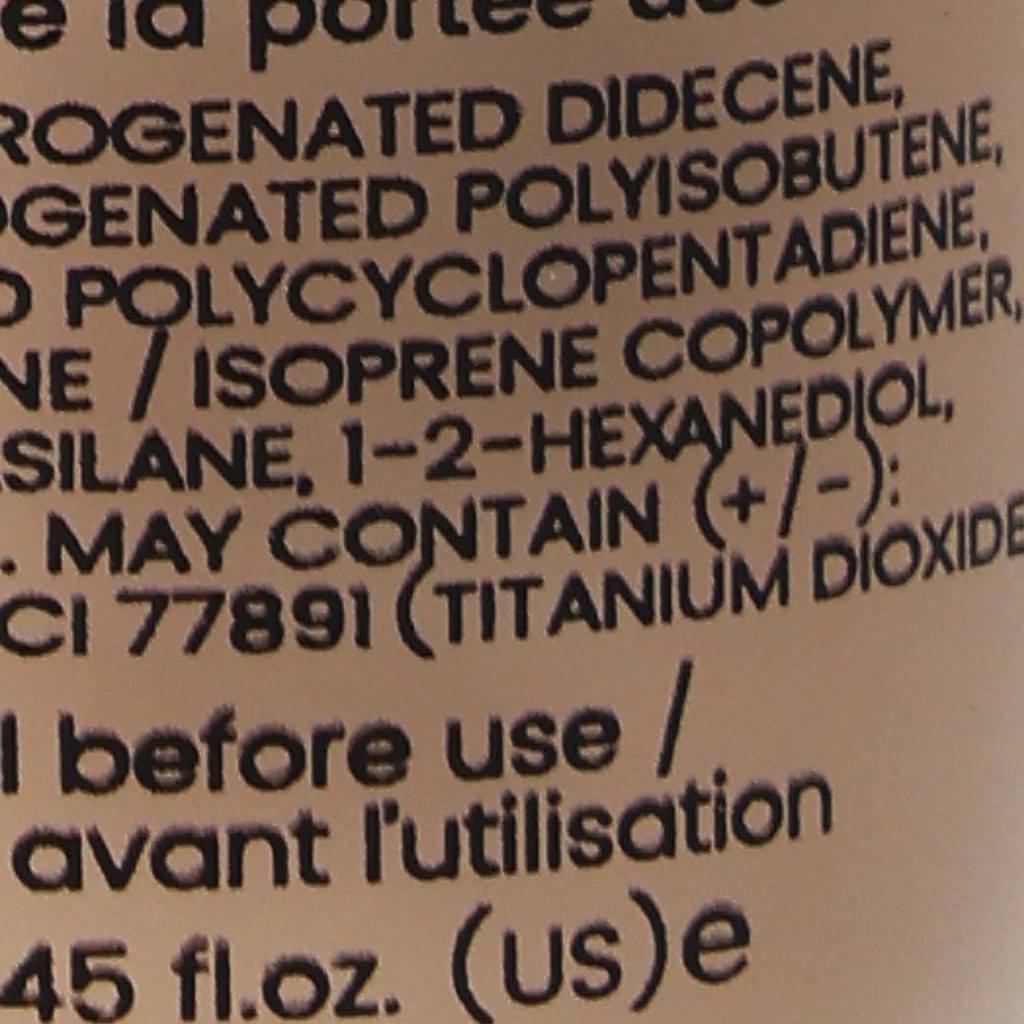 e la portée des
ROGENATED DIDECENE,
OGENATED POLYISOBUTENE,
D POLYCYCLOPENTADIENE,
NE / ISOPRENE COPOLYMER,
SILANE, 1-2-HEXANEDIOL,
. MAY CONTAIN (+/-):
CI 77891 (TITANIUM DIOXIDE
l before use /
avant l'utilisation
45 fl.oz. (us)e